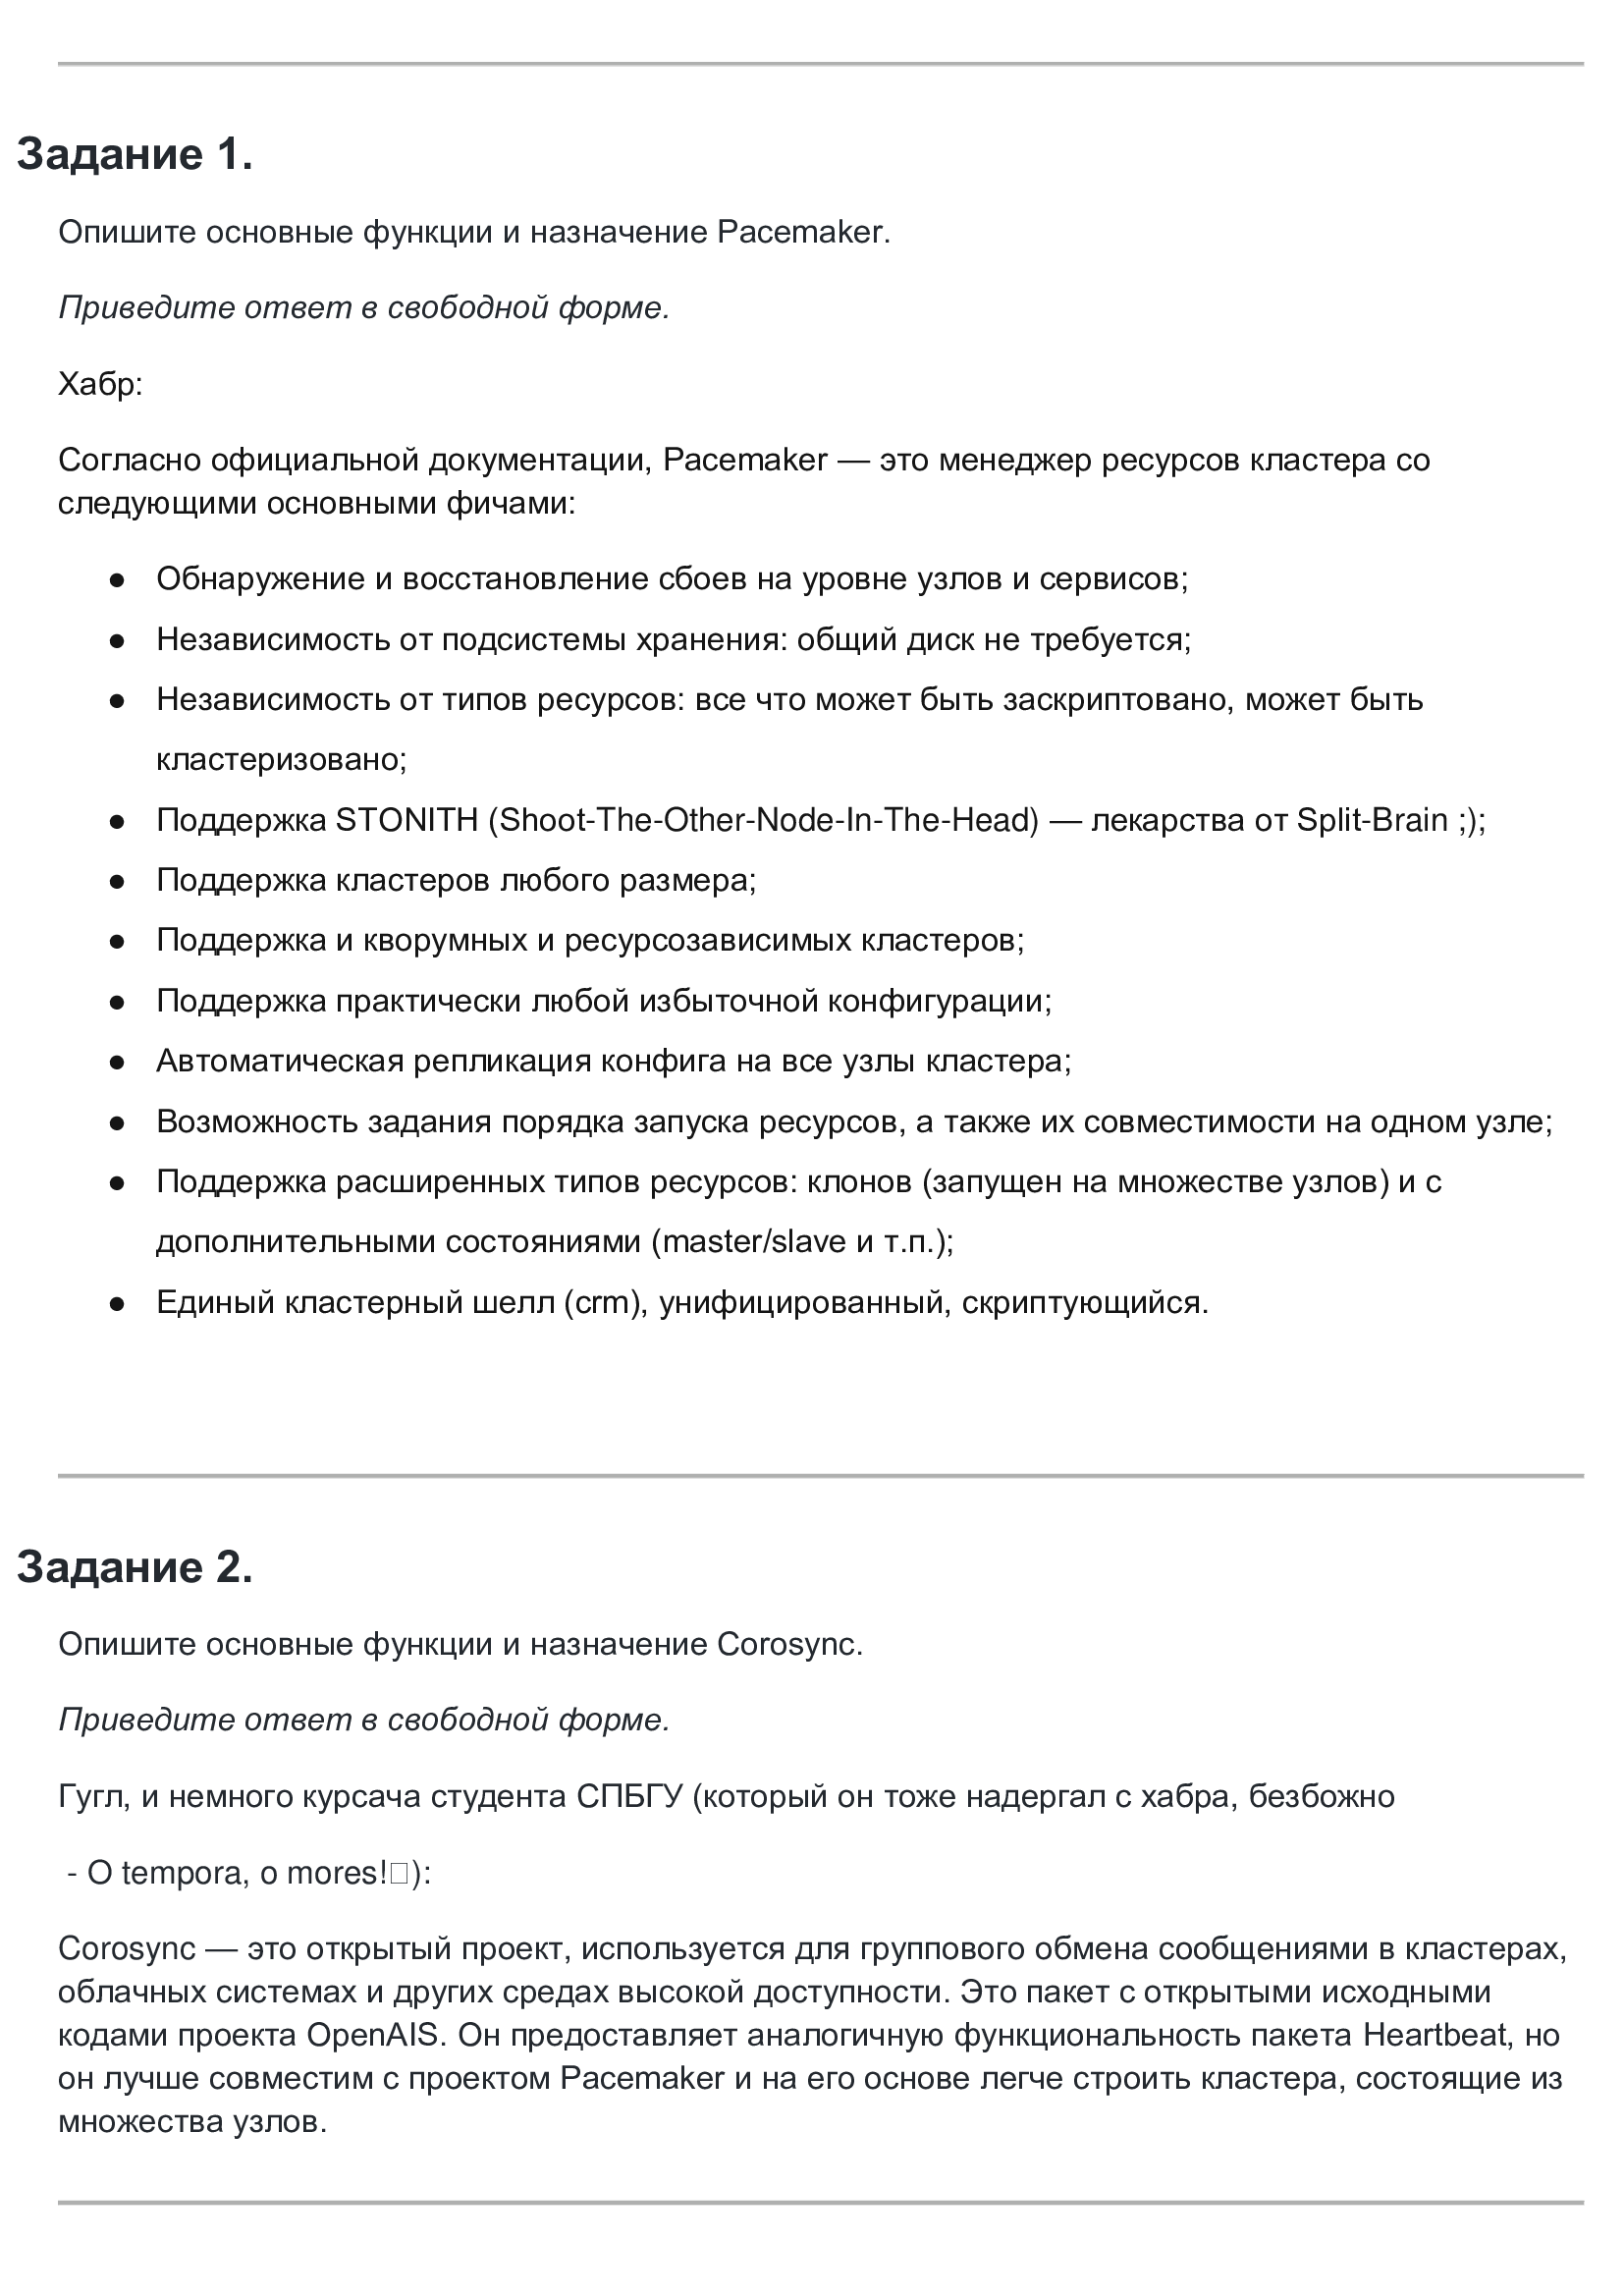 Задание 1.
Опишите основные функции и назначение Pacemaker.
Приведите ответ в свободной форме.
Хабр:
Согласно официальной документации, Pacemaker — это менеджер ресурсов кластера со
следующими основными фичами:
● Обнаружение и восстановление сбоев на уровне узлов и сервисов;
● Независимость от подсистемы хранения: общий диск не требуется;
● Независимость от типов ресурсов: все что может быть заскриптовано, может быть
кластеризовано;
● Поддержка STONITH (Shoot-The-Other-Node-In-The-Head) — лекарства от Split-Brain ;);
● Поддержка кластеров любого размера;
● Поддержка и кворумных и ресурсозависимых кластеров;
● Поддержка практически любой избыточной конфигурации;
● Автоматическая репликация конфига на все узлы кластера;
● Возможность задания порядка запуска ресурсов, а также их совместимости на одном узле;
● Поддержка расширенных типов ресурсов: клонов (запущен на множестве узлов) и с
дополнительными состояниями (master/slave и т.п.);
● Единый кластерный шелл (crm), унифицированный, скриптующийся.
Задание 2.
Опишите основные функции и назначение Corosync.
Приведите ответ в свободной форме.
Гугл, и немного курсача студента СПБГУ (который он тоже надергал с хабра, безбожно
- O tempora, o mores!):
Corosync — это открытый проект, используется для группового обмена сообщениями в кластерах,
облачных системах и других средах высокой доступности. Это пакет с открытыми исходными
кодами проекта OpenAIS. Он предоставляет аналогичную функциональность пакета Heartbeat, но
он лучше совместим с проектом Pacemaker и на его основе легче строить кластера, состоящие из
множества узлов.